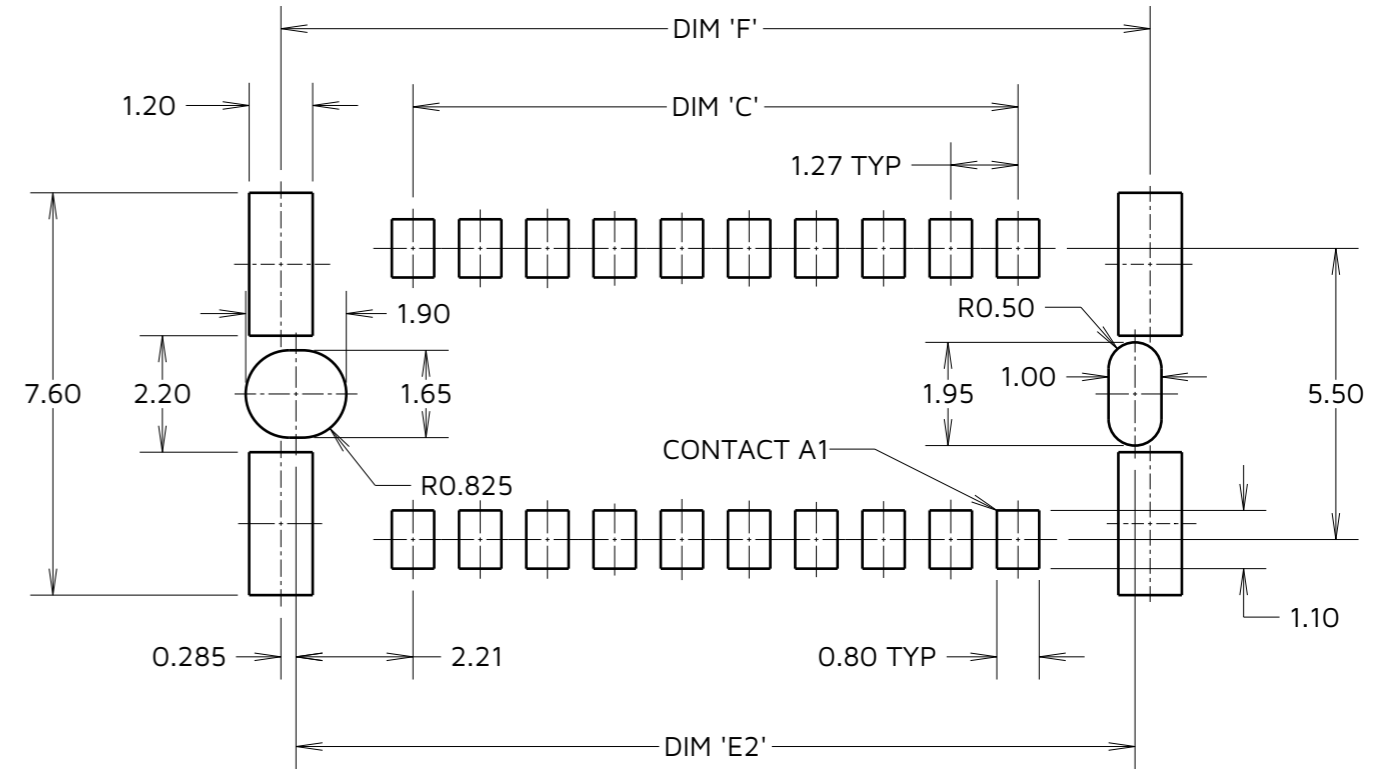 DIM 'F'
1.20
DIM 'C'
1.27 TYP
R0.50
1.90
7.60
2.20
1.65
1.95
1.00
5.50
CONTACT A1
R0.825
1.10
0.285
2.21
0.80 TYP
DIM 'E2'